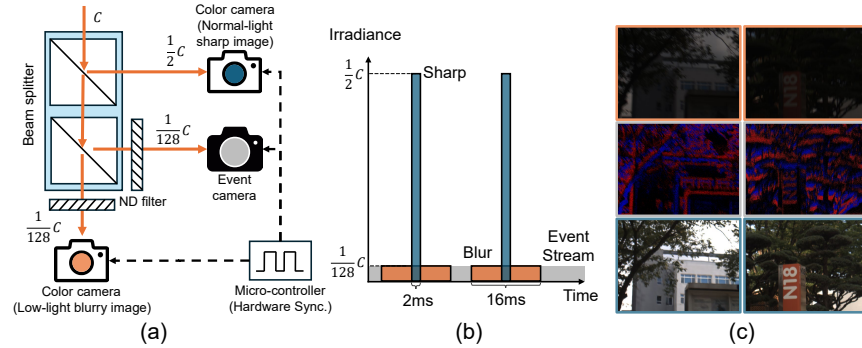 C
Color camera
(Normal-light
sharp image)
1/2 C
Beam splitter
1/128 C
Event
camera
ND filter
1/128 C
Color camera
(Low-light blurry image)
Micro-controller
(Hardware Sync.)
(a)
Irradiance
1/2 C
Sharp
1/128 C
Blur
Event
Stream
2ms
16ms
Time
(b)
N18
N18
(c)